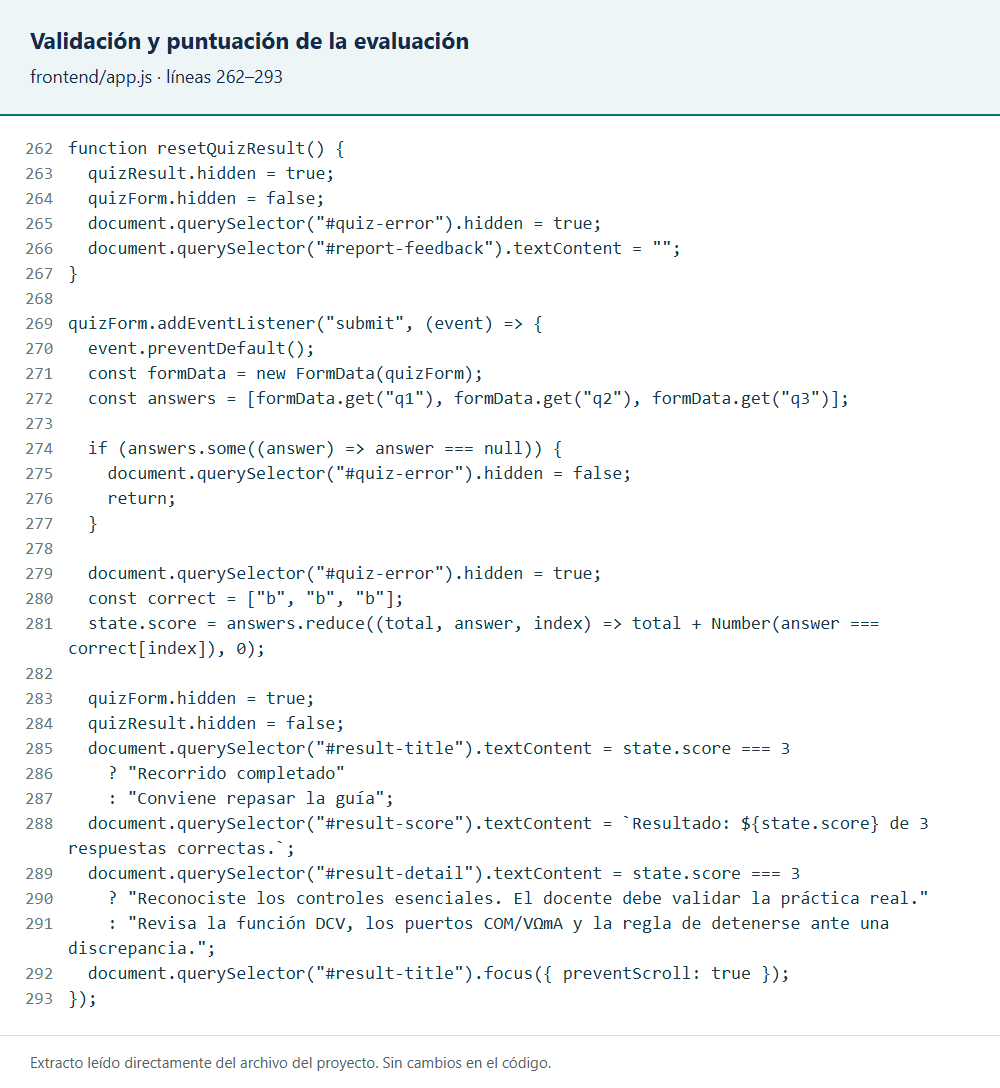 Validación y puntuación de la evaluación
frontend/app.js · líneas 262–293
262 function resetQuizResult() {
263   quizResult.hidden = true;
264   quizForm.hidden = false;
265   document.querySelector("#quiz-error").hidden = true;
266   document.querySelector("#report-feedback").textContent = "";
267 }
268
269 quizForm.addEventListener("submit", (event) => {
270   event.preventDefault();
271   const formData = new FormData(quizForm);
272   const answers = [formData.get("q1"), formData.get("q2"), formData.get("q3")];
273
274   if (answers.some((answer) => answer === null)) {
275     document.querySelector("#quiz-error").hidden = false;
276     return;
277   }
278
279   document.querySelector("#quiz-error").hidden = true;
280   const correct = ["b", "b", "b"];
281   state.score = answers.reduce((total, answer, index) => total + Number(answer ===
correct[index]), 0);
282
283   quizForm.hidden = true;
284   quizResult.hidden = false;
285   document.querySelector("#result-title").textContent = state.score === 3
286     ? "Recorrido completado"
287     : "Conviene repasar la guía";
288   document.querySelector("#result-score").textContent = `Resultado: ${state.score} de 3
respuestas correctas.`;
289   document.querySelector("#result-detail").textContent = state.score === 3
290     ? "Reconociste los controles esenciales. El docente debe validar la práctica real."
291     : "Revisa la función DCV, los puertos COM/VΩmA y la regla de detenerse ante una
discrepancia.";
292   document.querySelector("#result-title").focus({ preventScroll: true });
293 });
Extracto leído directamente del archivo del proyecto. Sin cambios en el código.